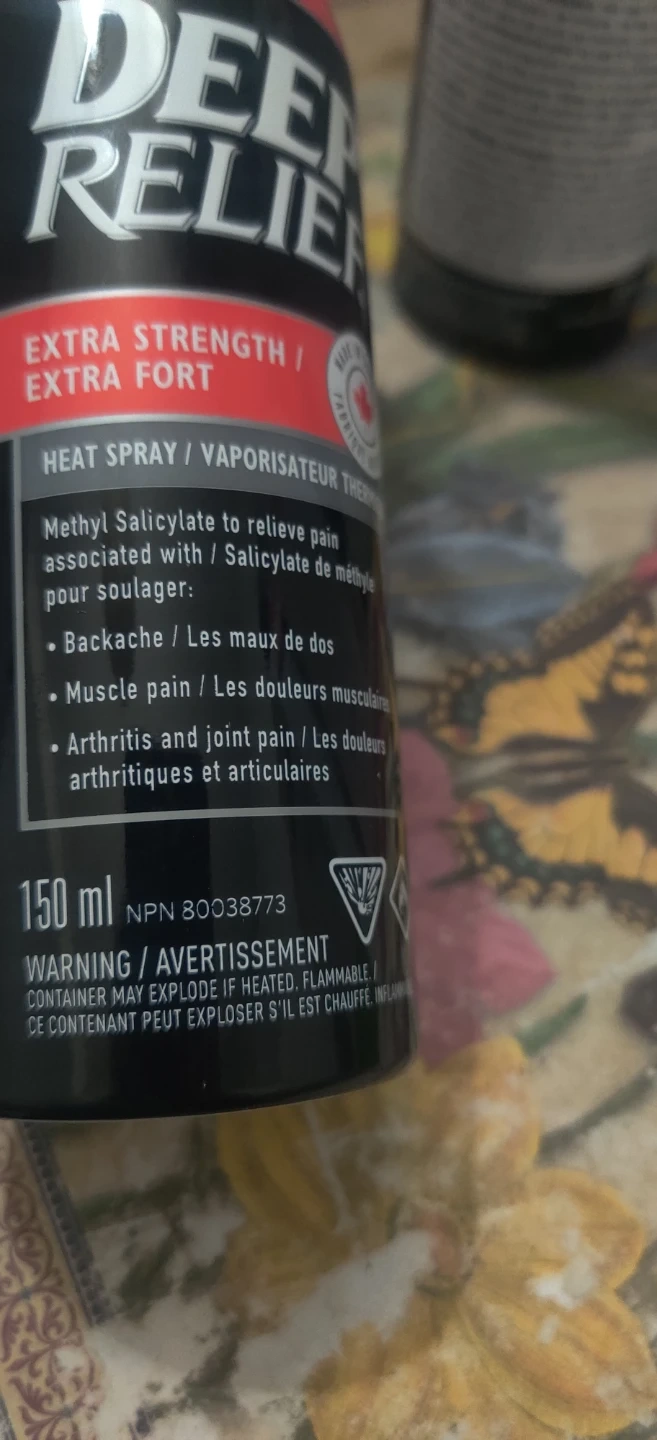 DEEP
RELIEF
EXTRA STRENGTH /
EXTRA FORT
HEAT SPRAY / VAPORISATEUR
Methyl Salicylate to relieve pain
associated with / Salicylate de méthyle
pour soulager:
• Backache / Les maux de dos
• Muscle pain / Les douleurs musculaires
• Arthritis and joint pain / Les douleurs
arthritiques et articulaires
150 ml NPN 80038773
WARNING / AVERTISSEMENT
CONTAINER MAY EXPLODE IF HEATED. FLAMMABLE. /
CE CONTENANT PEUT EXPLOSER S'IL EST CHAUFFÉ.